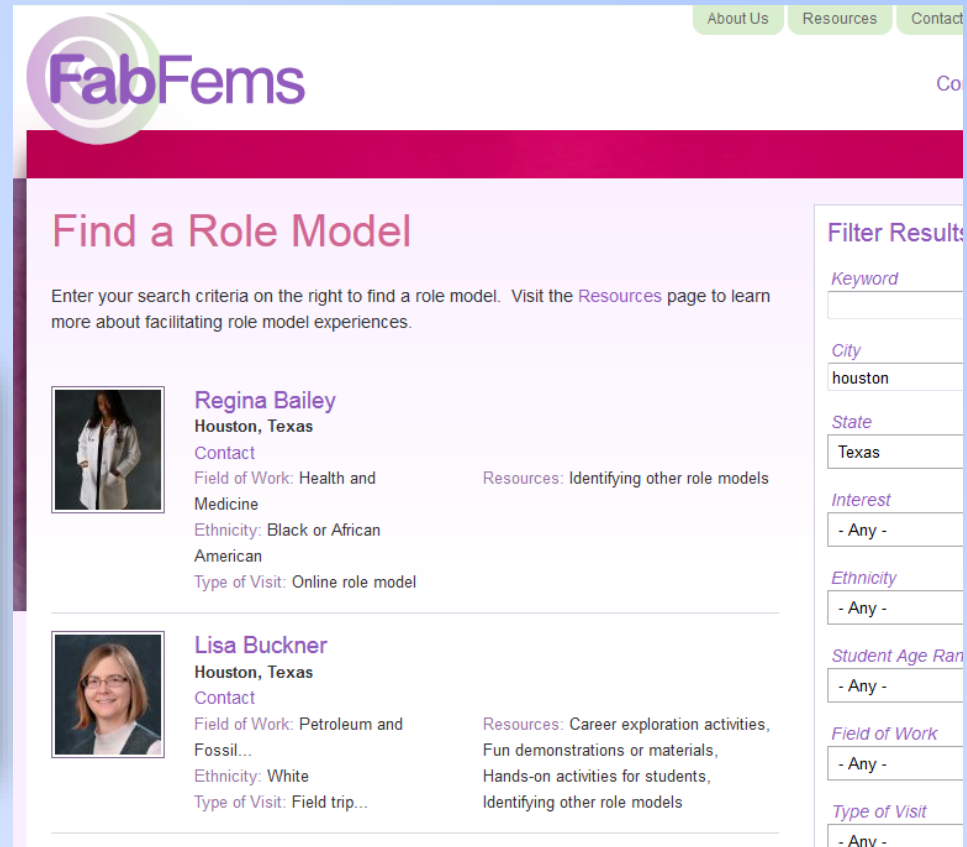 About Us
Resources
Contact
FabFems
Find a Role Model
Enter your search criteria on the right to find a role model. Visit the Resources page to learn
more about facilitating role model experiences.
Regina Bailey
Houston, Texas
Contact
Field of Work: Health and
Medicine
Ethnicity: Black or African
American
Type of Visit: Online role model
Resources: Identifying other role models
Lisa Buckner
Houston, Texas
Contact
Field of Work: Petroleum and
Fossil...
Ethnicity: White
Type of Visit: Field trip...
Resources: Career exploration activities,
Fun demonstrations or materials,
Hands-on activities for students,
Identifying other role models
Filter Results
Keyword
City
houston
State
Texas
Interest
- Any -
Ethnicity
- Any -
Student Age Ran
- Any -
Field of Work
- Any -
Type of Visit
- Any -